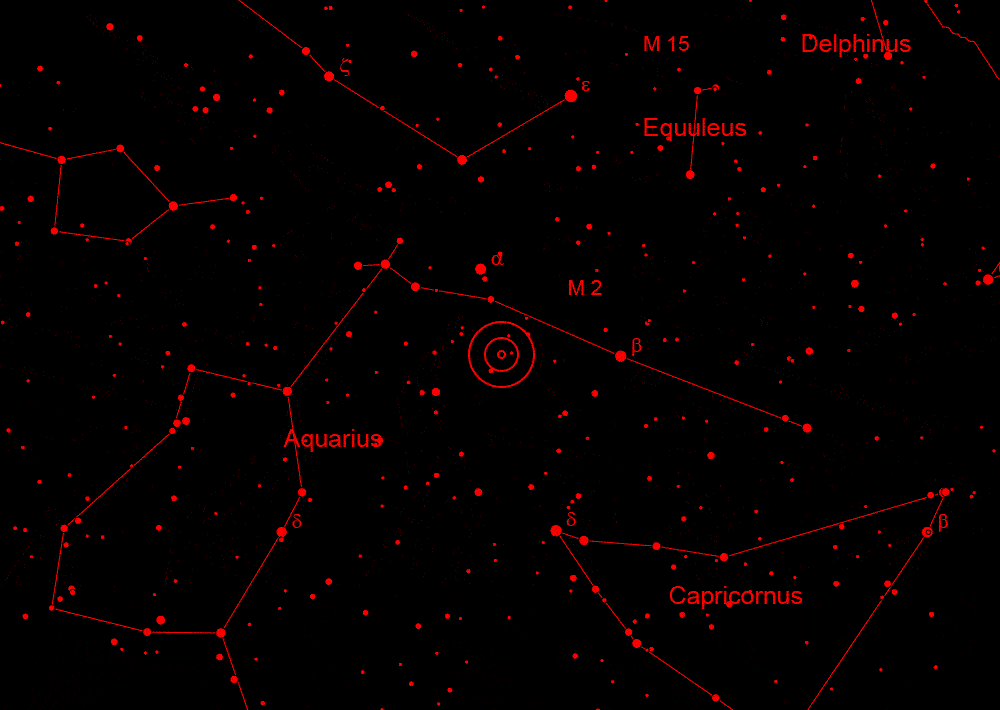 M 15
Delphinus
ζ
ε
Equuleus
α
M 2
β
Aquarius
δ
δ
β
Capricornus